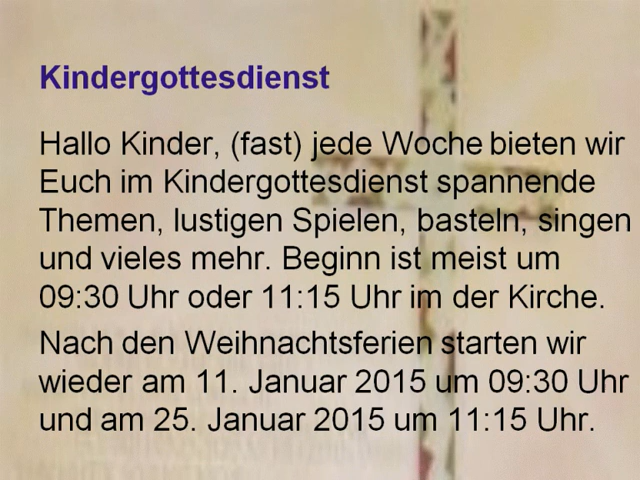 Kindergottesdienst
Hallo Kinder, (fast) jede Woche bieten wir
Euch im Kindergottesdienst spannende
Themen, lustigen Spielen, basteln, singen
und vieles mehr. Beginn ist meist um
09:30 Uhr oder 11:15 Uhr im der Kirche.
Nach den Weihnachtsferien starten wir
wieder am 11. Januar 2015 um 09:30 Uhr
und am 25. Januar 2015 um 11:15 Uhr.